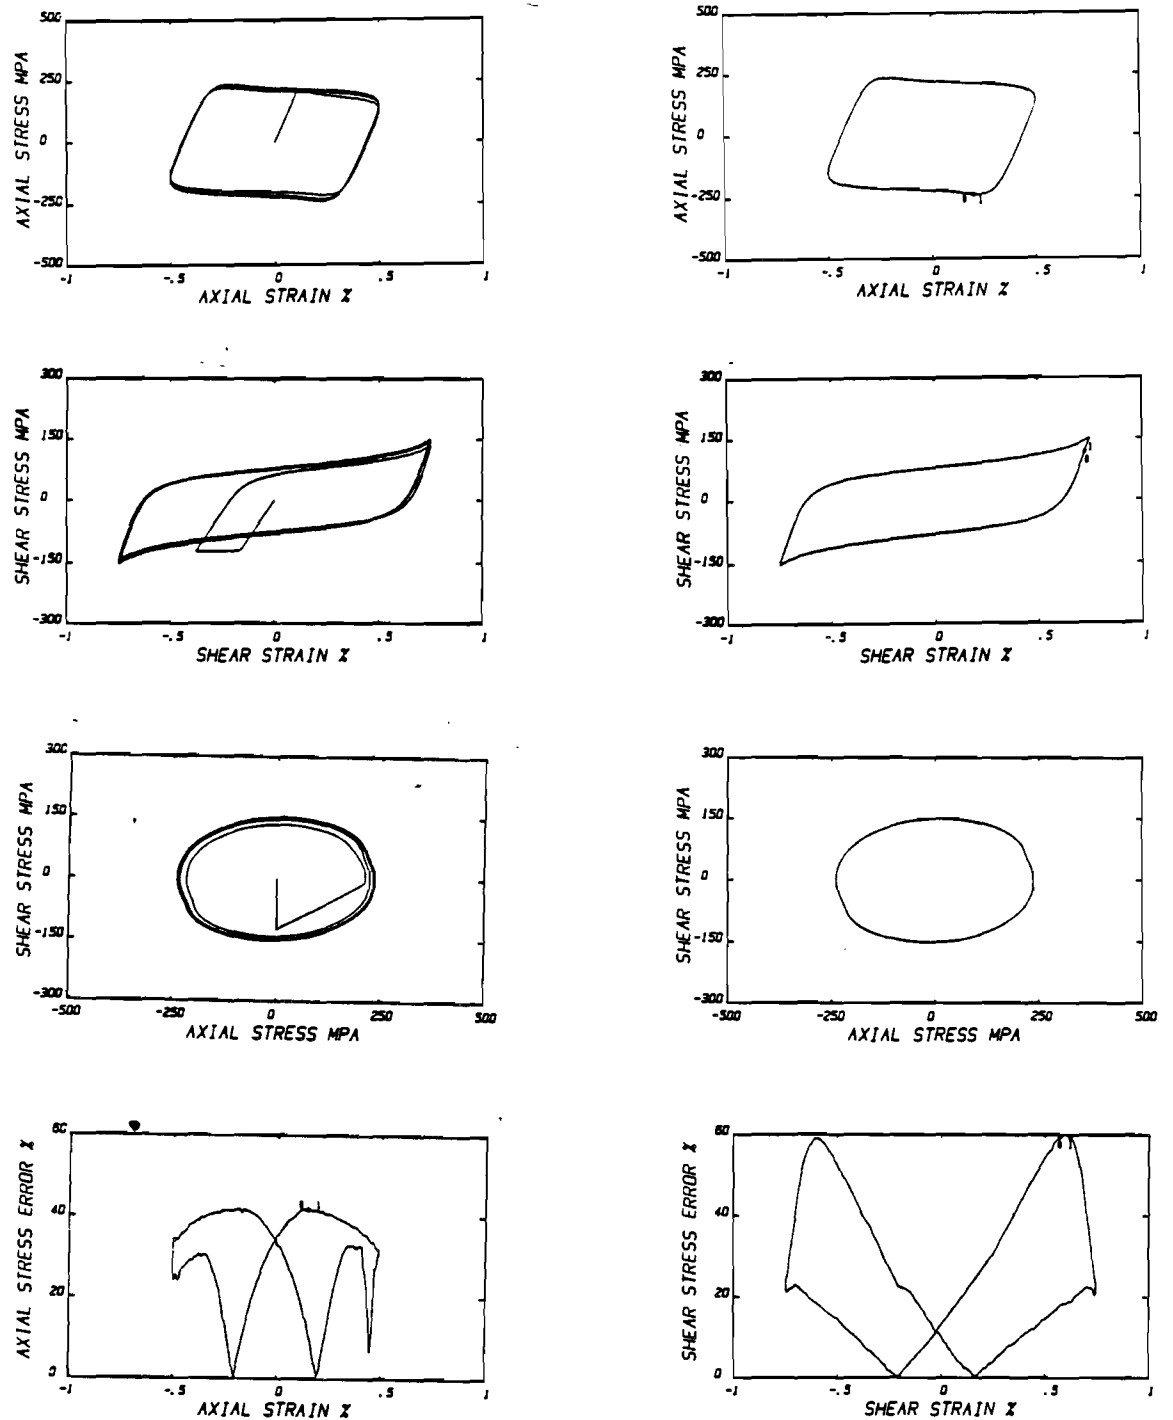 500
250
0
-250
-500
AXIAL STRESS MPA
-1 -.5 0 .5 1
AXIAL STRAIN %
500
250
0
-250
-500
AXIAL STRESS MPA
-1 -.5 0 .5 1
AXIAL STRAIN %
300
150
0
-150
-300
SHEAR STRESS MPA
-1 -.5 0 .5 1
SHEAR STRAIN %
300
150
0
-150
-300
SHEAR STRESS MPA
-1 -.5 0 .5 1
SHEAR STRAIN %
300
150
0
-150
-300
SHEAR STRESS MPA
-500 -250 0 250 500
AXIAL STRESS MPA
300
150
0
-150
-300
SHEAR STRESS MPA
-500 -250 0 250 500
AXIAL STRESS MPA
60
40
20
0
AXIAL STRESS ERROR %
-1 -.5 0 .5 1
AXIAL STRAIN %
60
40
20
0
SHEAR STRESS ERROR %
-1 -.5 0 .5 1
SHEAR STRAIN %